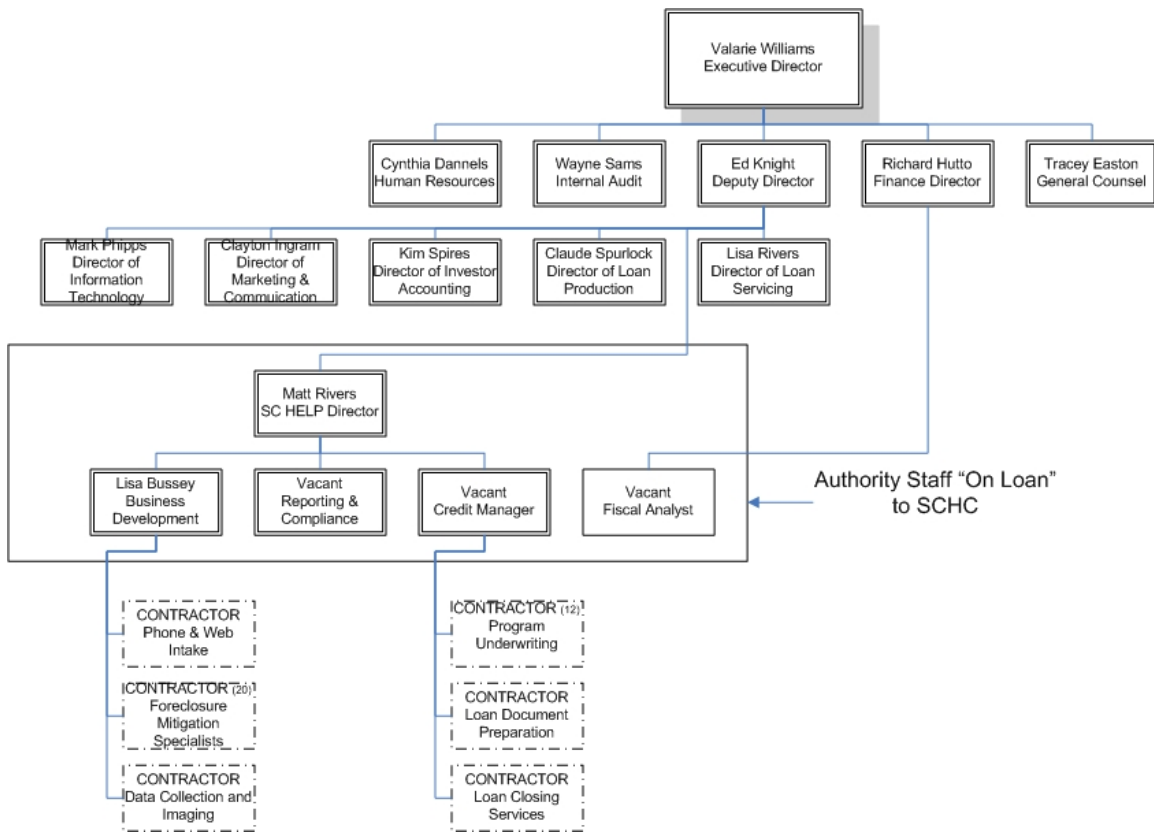 Valarie Williams
Executive Director
Cynthia Dannels
Human Resources
Wayne Sams
Internal Audit
Ed Knight
Deputy Director
Richard Hutto
Finance Director
Tracey Easton
General Counsel
Mark Phipps
Director of
Information
Technology
Clayton Ingram
Director of
Marketing &
Commuication
Kim Spires
Director of Investor
Accounting
Claude Spurlock
Director of Loan
Production
Lisa Rivers
Director of Loan
Servicing
Matt Rivers
SC HELP Director
Lisa Bussey
Business
Development
Vacant
Reporting &
Compliance
Vacant
Credit Manager
Vacant
Fiscal Analyst
Authority Staff “On Loan”
to SCHC
CONTRACTOR
Phone & Web
Intake
CONTRACTOR (20)
Foreclosure
Mitigation
Specialists
CONTRACTOR
Data Collection and
Imaging
CONTRACTOR (12)
Program
Underwriting
CONTRACTOR
Loan Document
Preparation
CONTRACTOR
Loan Closing
Services